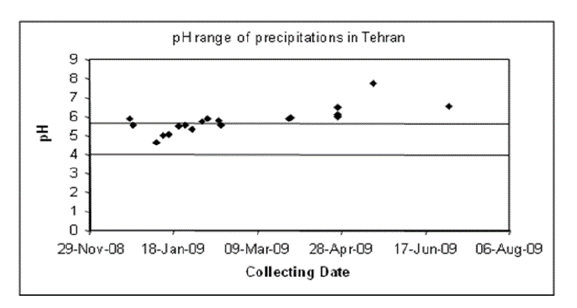 pH range of precipitations in Tehran
9
8
7
6
5
4
3
2
1
0
pH
29-Nov-08 18-Jan-09 09-Mar-09 28-Apr-09 17-Jun-09 06-Aug-09
Collecting Date